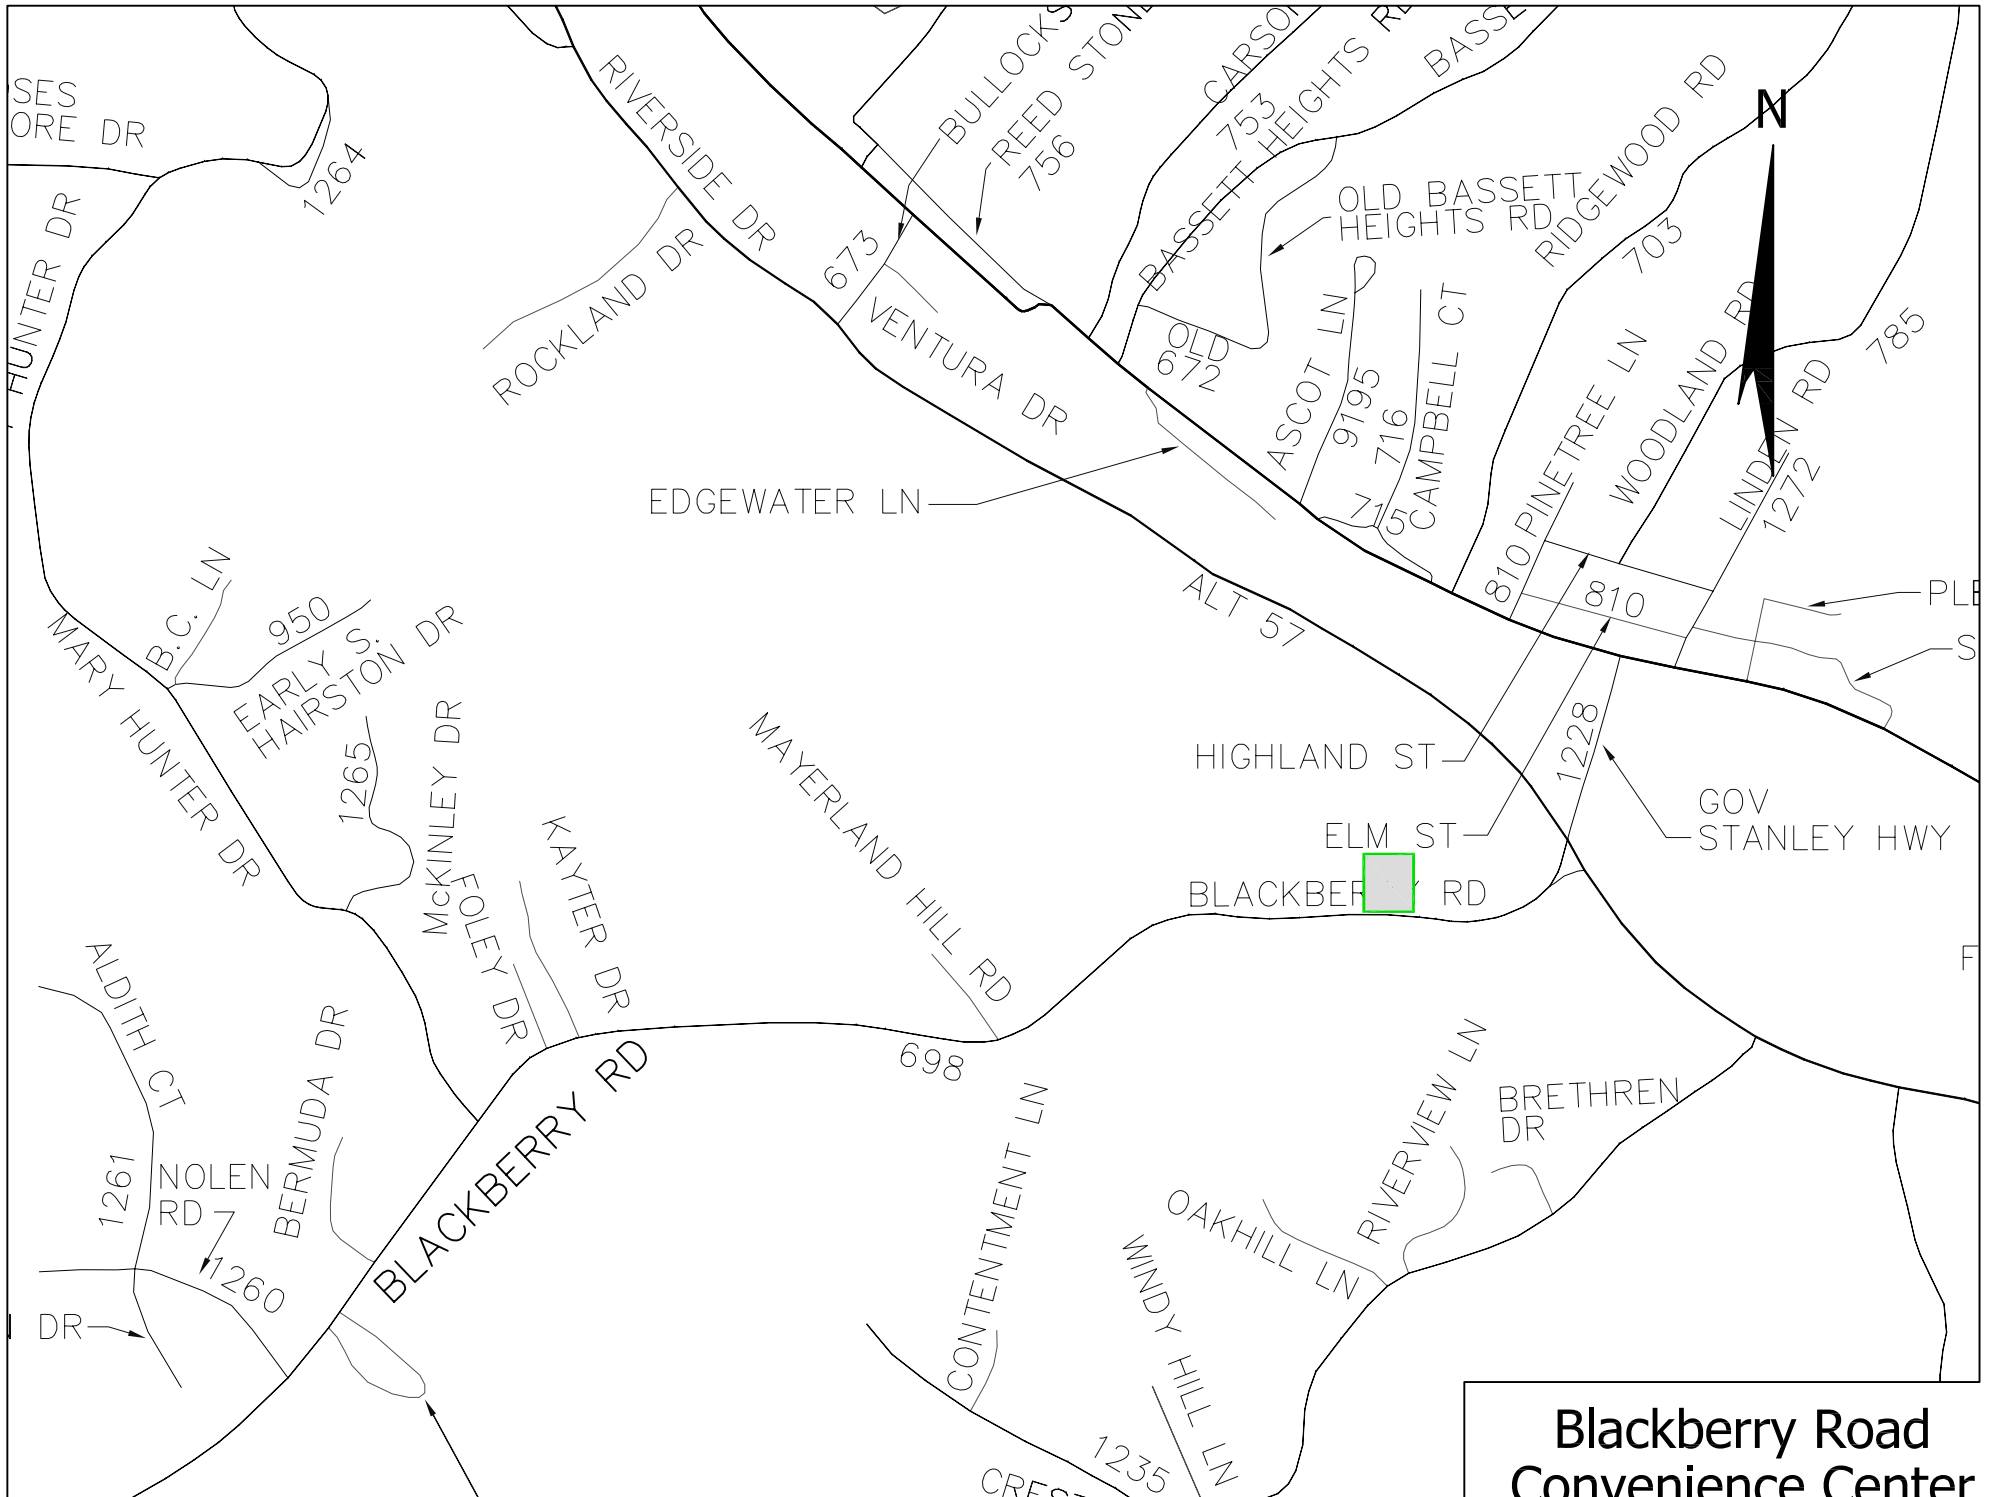 SES
ORE DR
HUNTER DR
1264
RIVERSIDE DR
ROCKLAND DR
673
BULLOCKS
REED STONE
756
CARSON
753
BASSETT HEIGHTS RD
BASSE
OLD BASSETT
HEIGHTS RD
RIDGEWOOD RD
703
N
785
VENTURA DR
OLD
672
ASCOT LN
9195
716
CAMPBELL CT
715
810
PINETREE LN
WOODLAND RD
LINDEN RD
1272
EDGEWATER LN
ALT 57
810
PLE
S
B.C. LN
950
EARLY S.
HAIRSTON DR
MARY HUNTER DR
1265
McKINLEY DR
FOLEY DR
KAYTER DR
MAYERLAND HILL RD
HIGHLAND ST
1228
GOV
STANLEY HWY
ELM ST
BLACKBERRY RD
F
ALDITH CT
1261
NOLEN
RD
BERMUDA DR
1260
DR
BLACKBERRY RD
698
CONTENTMENT LN
RIVERVIEW LN
BRETHREN
DR
OAKHILL LN
WINDY HILL LN
1235
CREST
Blackberry Road
Convenience Center